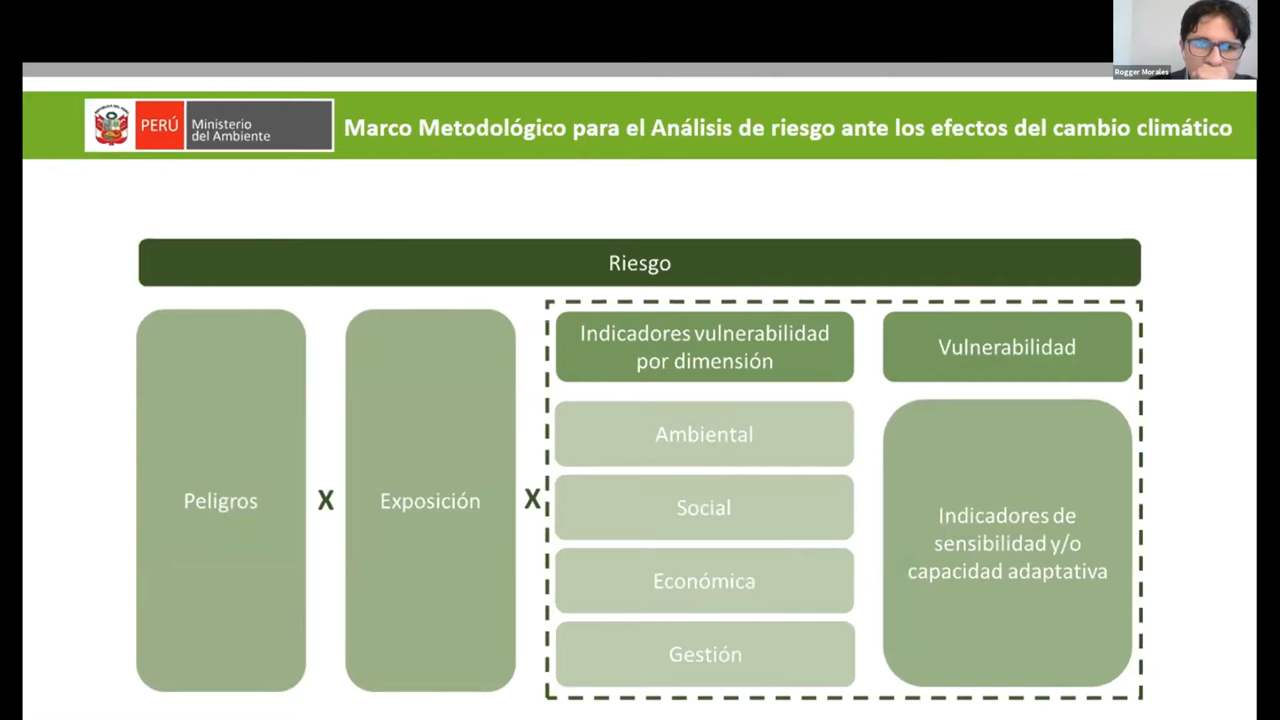 Rogger Morales
PERÚ
Ministerio
del Ambiente
Marco Metodológico para el Análisis de riesgo ante los efectos del cambio climático
Riesgo
Peligros
X
Exposición
X
Indicadores vulnerabilidad
por dimensión
Ambiental
Social
Económica
Gestión
Vulnerabilidad
Indicadores de
sensibilidad y/o
capacidad adaptativa